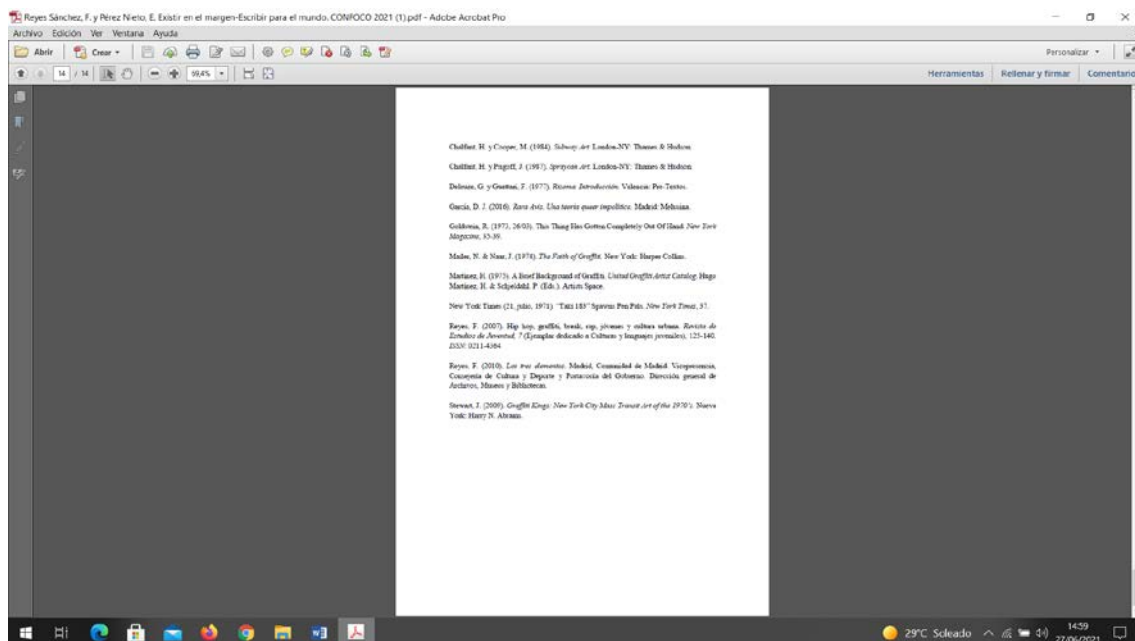 Reyes Sánchez, F. y Pérez Nieto, E. Existir en el margen-Escribir para el mundo. CONFOCO 2021 (1).pdf - Adobe Acrobat Pro
Archivo Edición Ver Ventana Ayuda
Abrir Crear Personalizar
14 / 14 59,4% Herramientas Rellenar y firmar Comentario
Chalfant, H. y Cooper, M. (1984). Subway Art. London-NY: Thames & Hudson.
Chalfant, H. y Prigoff, J. (1987). Spraycan Art. London-NY: Thames & Hudson.
Deleuze, G. y Guattari, F. (1977). Rizoma. Introducción. Valencia: Pre-Textos.
García, D. J. (2016). Rara Avis. Una teoría queer impolítica. Madrid: Melusina.
Goldstein, R. (1973, 26/03). This Thing Has Gotten Completely Out Of Hand. New York
Magazine, 35-39.
Mailer, N. & Naar, J. (1974). The Faith of Graffiti. New York: Harper Collins.
Martínez, H. (1975). A Brief Background of Graffiti. United Graffiti Artist Catalog. Hugo
Martinez, H. & Schjeldahl, P. (Eds.). Artists Space.
New York Times (21, julio, 1971). "Taki 183" Spawns Pen Pals. New York Times, 37.
Reyes, F. (2007). Hip hop, graffiti, break, rap, jóvenes y cultura urbana. Revista de
Estudios de Juventud, 7 (Ejemplar dedicado a Culturas y lenguajes juveniles), 125-140.
ISSN: 0211-4364.
Reyes, F. (2010). Los tres elementos. Madrid, Comunidad de Madrid. Vicepresidencia,
Consejería de Cultura y Deporte y Portavocía del Gobierno. Dirección general de
Archivos, Museos y Bibliotecas.
Stewart, J. (2009). Graffiti Kings: New York City Mass Transit Art of the 1970's. Nueva
York: Harry N. Abrams.
29°C Soleado 14:59
27/06/2021